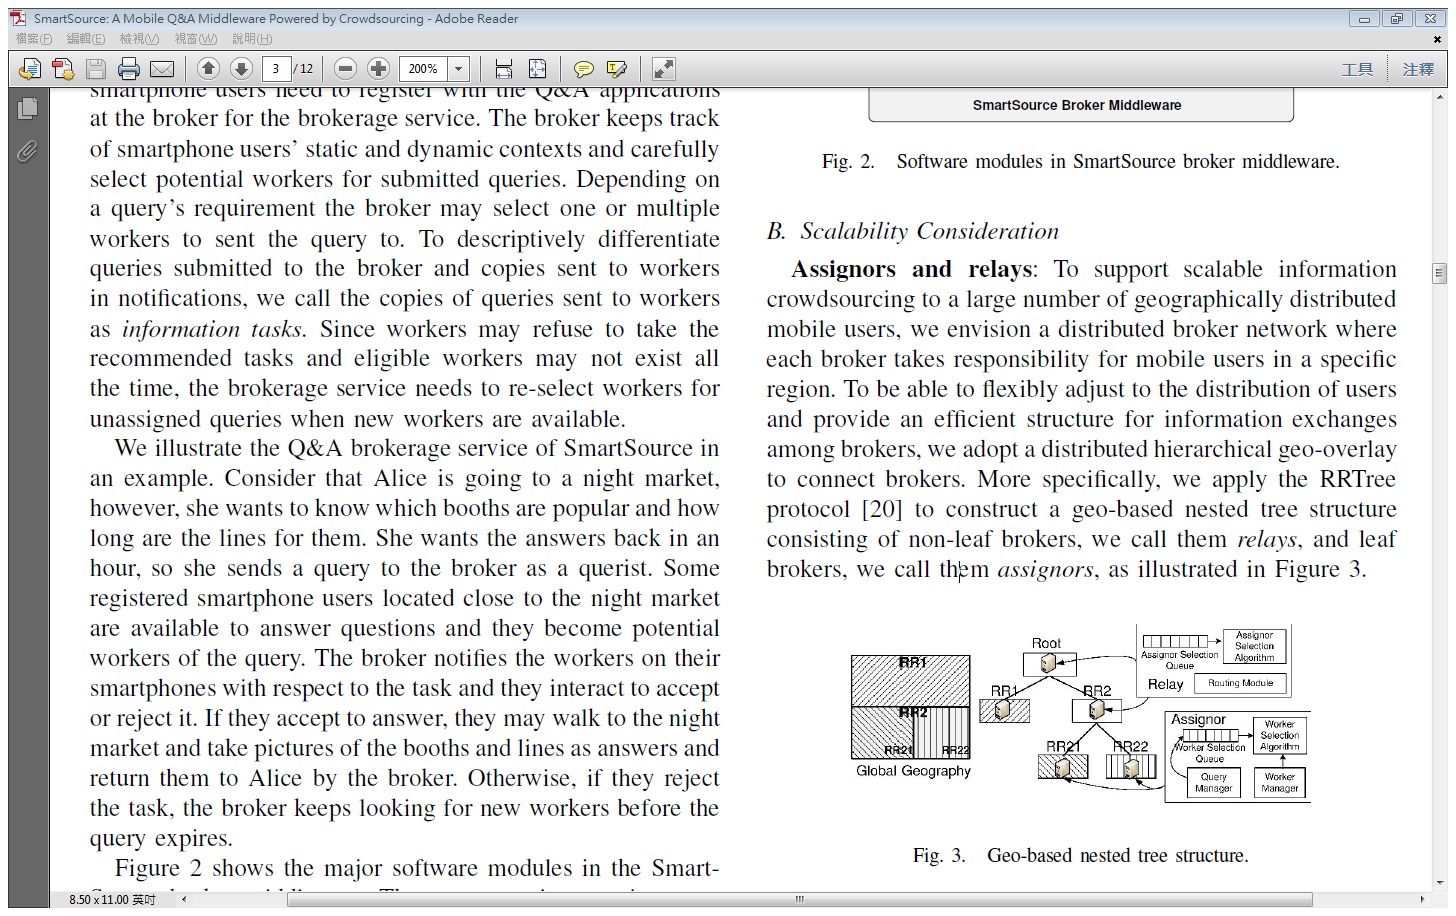 SmartSource: A Mobile Q&A Middleware Powered by Crowdsourcing - Adobe Reader
檔案(F) 編輯(E) 檢視(V) 視窗(W) 說明(H)
3 / 12 200% 工具 注釋
smartphone users need to register with the Q&A applications
at the broker for the brokerage service. The broker keeps track
of smartphone users' static and dynamic contexts and carefully
select potential workers for submitted queries. Depending on
a query's requirement the broker may select one or multiple
workers to sent the query to. To descriptively differentiate
queries submitted to the broker and copies sent to workers
in notifications, we call the copies of queries sent to workers
as information tasks. Since workers may refuse to take the
recommended tasks and eligible workers may not exist all
the time, the brokerage service needs to re-select workers for
unassigned queries when new workers are available.
We illustrate the Q&A brokerage service of SmartSource in
an example. Consider that Alice is going to a night market,
however, she wants to know which booths are popular and how
long are the lines for them. She wants the answers back in an
hour, so she sends a query to the broker as a querist. Some
registered smartphone users located close to the night market
are available to answer questions and they become potential
workers of the query. The broker notifies the workers on their
smartphones with respect to the task and they interact to accept
or reject it. If they accept to answer, they may walk to the night
market and take pictures of the booths and lines as answers and
return them to Alice by the broker. Otherwise, if they reject
the task, the broker keeps looking for new workers before the
query expires.
Figure 2 shows the major software modules in the Smart-
SmartSource Broker Middleware
Fig. 2. Software modules in SmartSource broker middleware.
B. Scalability Consideration
Assignors and relays: To support scalable information
crowdsourcing to a large number of geographically distributed
mobile users, we envision a distributed broker network where
each broker takes responsibility for mobile users in a specific
region. To be able to flexibly adjust to the distribution of users
and provide an efficient structure for information exchanges
among brokers, we adopt a distributed hierarchical geo-overlay
to connect brokers. More specifically, we apply the RRTree
protocol [20] to construct a geo-based nested tree structure
consisting of non-leaf brokers, we call them relays, and leaf
brokers, we call them assignors, as illustrated in Figure 3.
RR1
RR2
RR21 RR22
Global Geography
Root
RR1 RR2
RR21 RR22
Assignor Selection
Queue
Assignor
Selection
Algorithm
Relay
Routing Module
Assignor
Worker Selection
Queue
Worker
Selection
Algorithm
Query
Manager
Worker
Manager
Fig. 3. Geo-based nested tree structure.
8.50 x 11.00 英吋